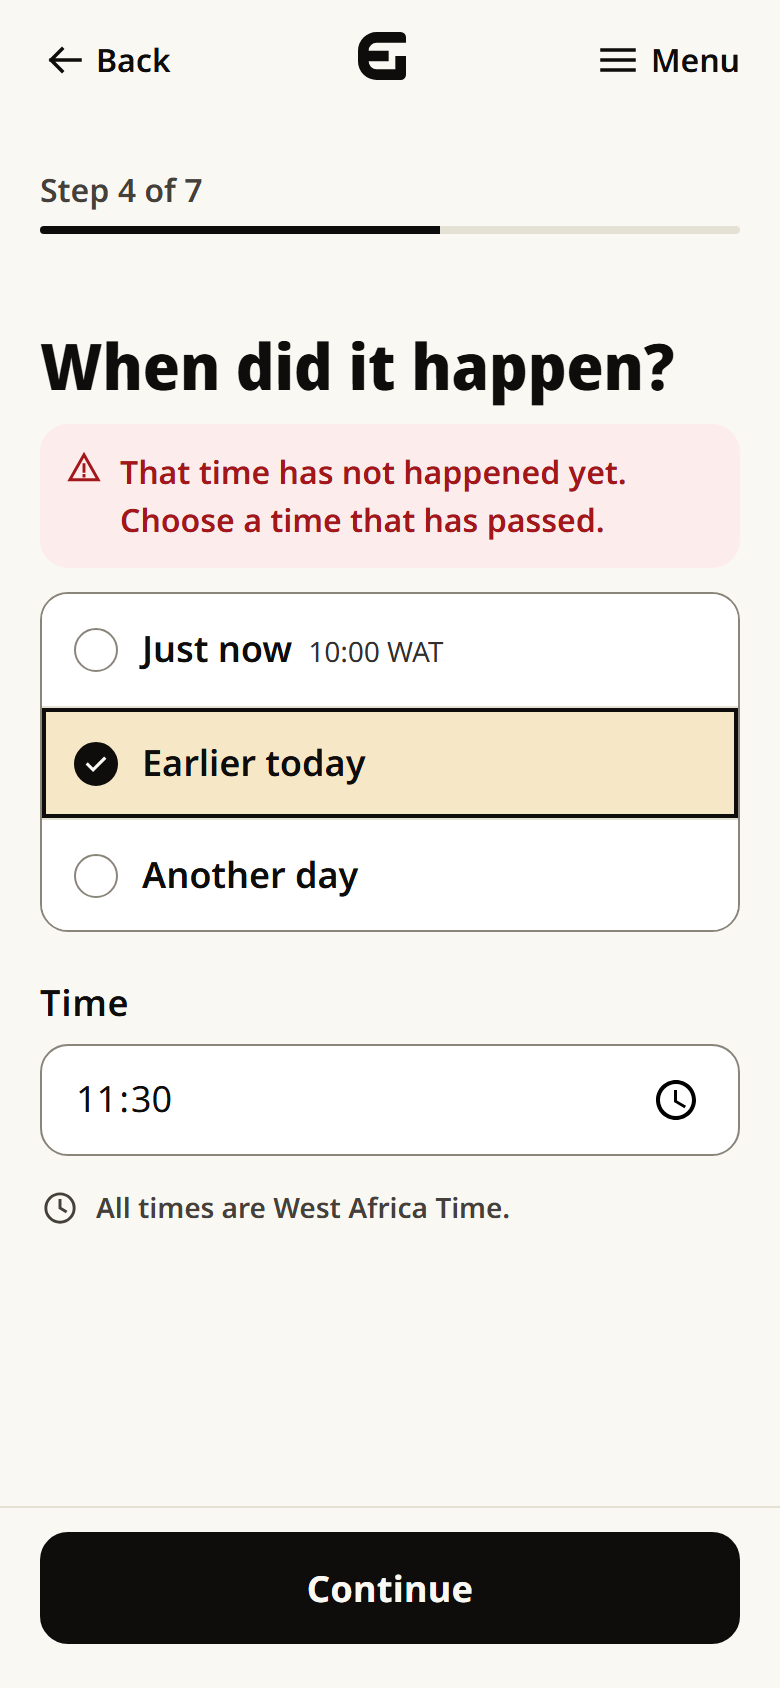 Back
Menu
Step 4 of 7
When did it happen?
That time has not happened yet.
Choose a time that has passed.
Just now 10:00 WAT
Earlier today
Another day
Time
11:30
All times are West Africa Time.
Continue